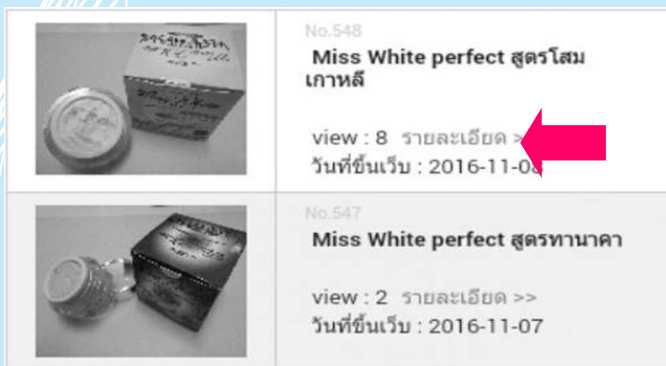 No.548
Miss White perfect สูตรโสม
เกาหลี
view : 8 รายละเอียด >
วันที่ขึ้นเว็บ : 2016-11-08
No.547
Miss White perfect สูตรทานาคา
view : 2 รายละเอียด >>
วันที่ขึ้นเว็บ : 2016-11-07